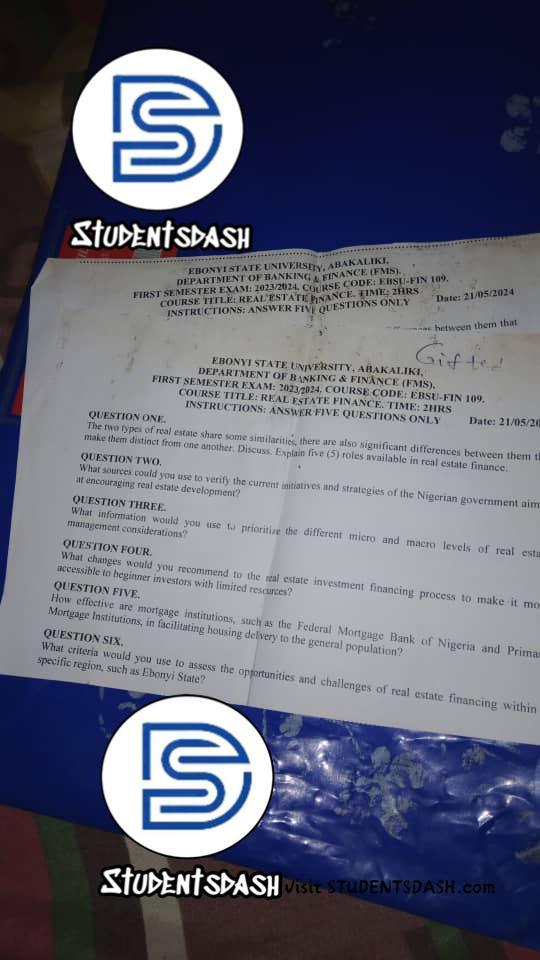 STUDENTSDASH
EBONYI STATE UNIVERSITY, ABAKALIKI,
DEPARTMENT OF BANKING & FINANCE (FMS).
FIRST SEMESTER EXAM: 2023/2024. COURSE CODE: EBSU-FIN 109.
COURSE TITLE: REAL ESTATE FINANCE. TIME; 2HRS Date: 21/05/2024
INSTRUCTIONS: ANSWER FIVE QUESTIONS ONLY
between them that
Gifted
EBONYI STATE UNIVERSITY, ABAKALIKI,
DEPARTMENT OF BANKING & FINANCE (FMS).
FIRST SEMESTER EXAM: 2023/2024. COURSE CODE: EBSU-FIN 109.
COURSE TITLE: REAL ESTATE FINANCE. TIME: 2HRS
INSTRUCTIONS: ANSWER FIVE QUESTIONS ONLY Date: 21/05/20
QUESTION ONE.
The two types of real estate share some similarities, there are also significant differences between them th
make them distinct from one another. Discuss. Explain five (5) roles available in real estate finance.
QUESTION TWO.
What sources could you use to verify the current initiatives and strategies of the Nigerian government aim
at encouraging real estate development?
QUESTION THREE.
What information would you use to prioritize the different micro and macro levels of real esta
management considerations?
QUESTION FOUR.
What changes would you recommend to the real estate investment financing process to make it mo
accessible to beginner investors with limited resources?
QUESTION FIVE.
How effective are mortgage institutions, such as the Federal Mortgage Bank of Nigeria and Primar
Mortgage Institutions, in facilitating housing delivery to the general population?
QUESTION SIX.
What criteria would you use to assess the opportunities and challenges of real estate financing within
specific region, such as Ebonyi State?
STUDENTSDASH Visit STUDENTSDASH.com